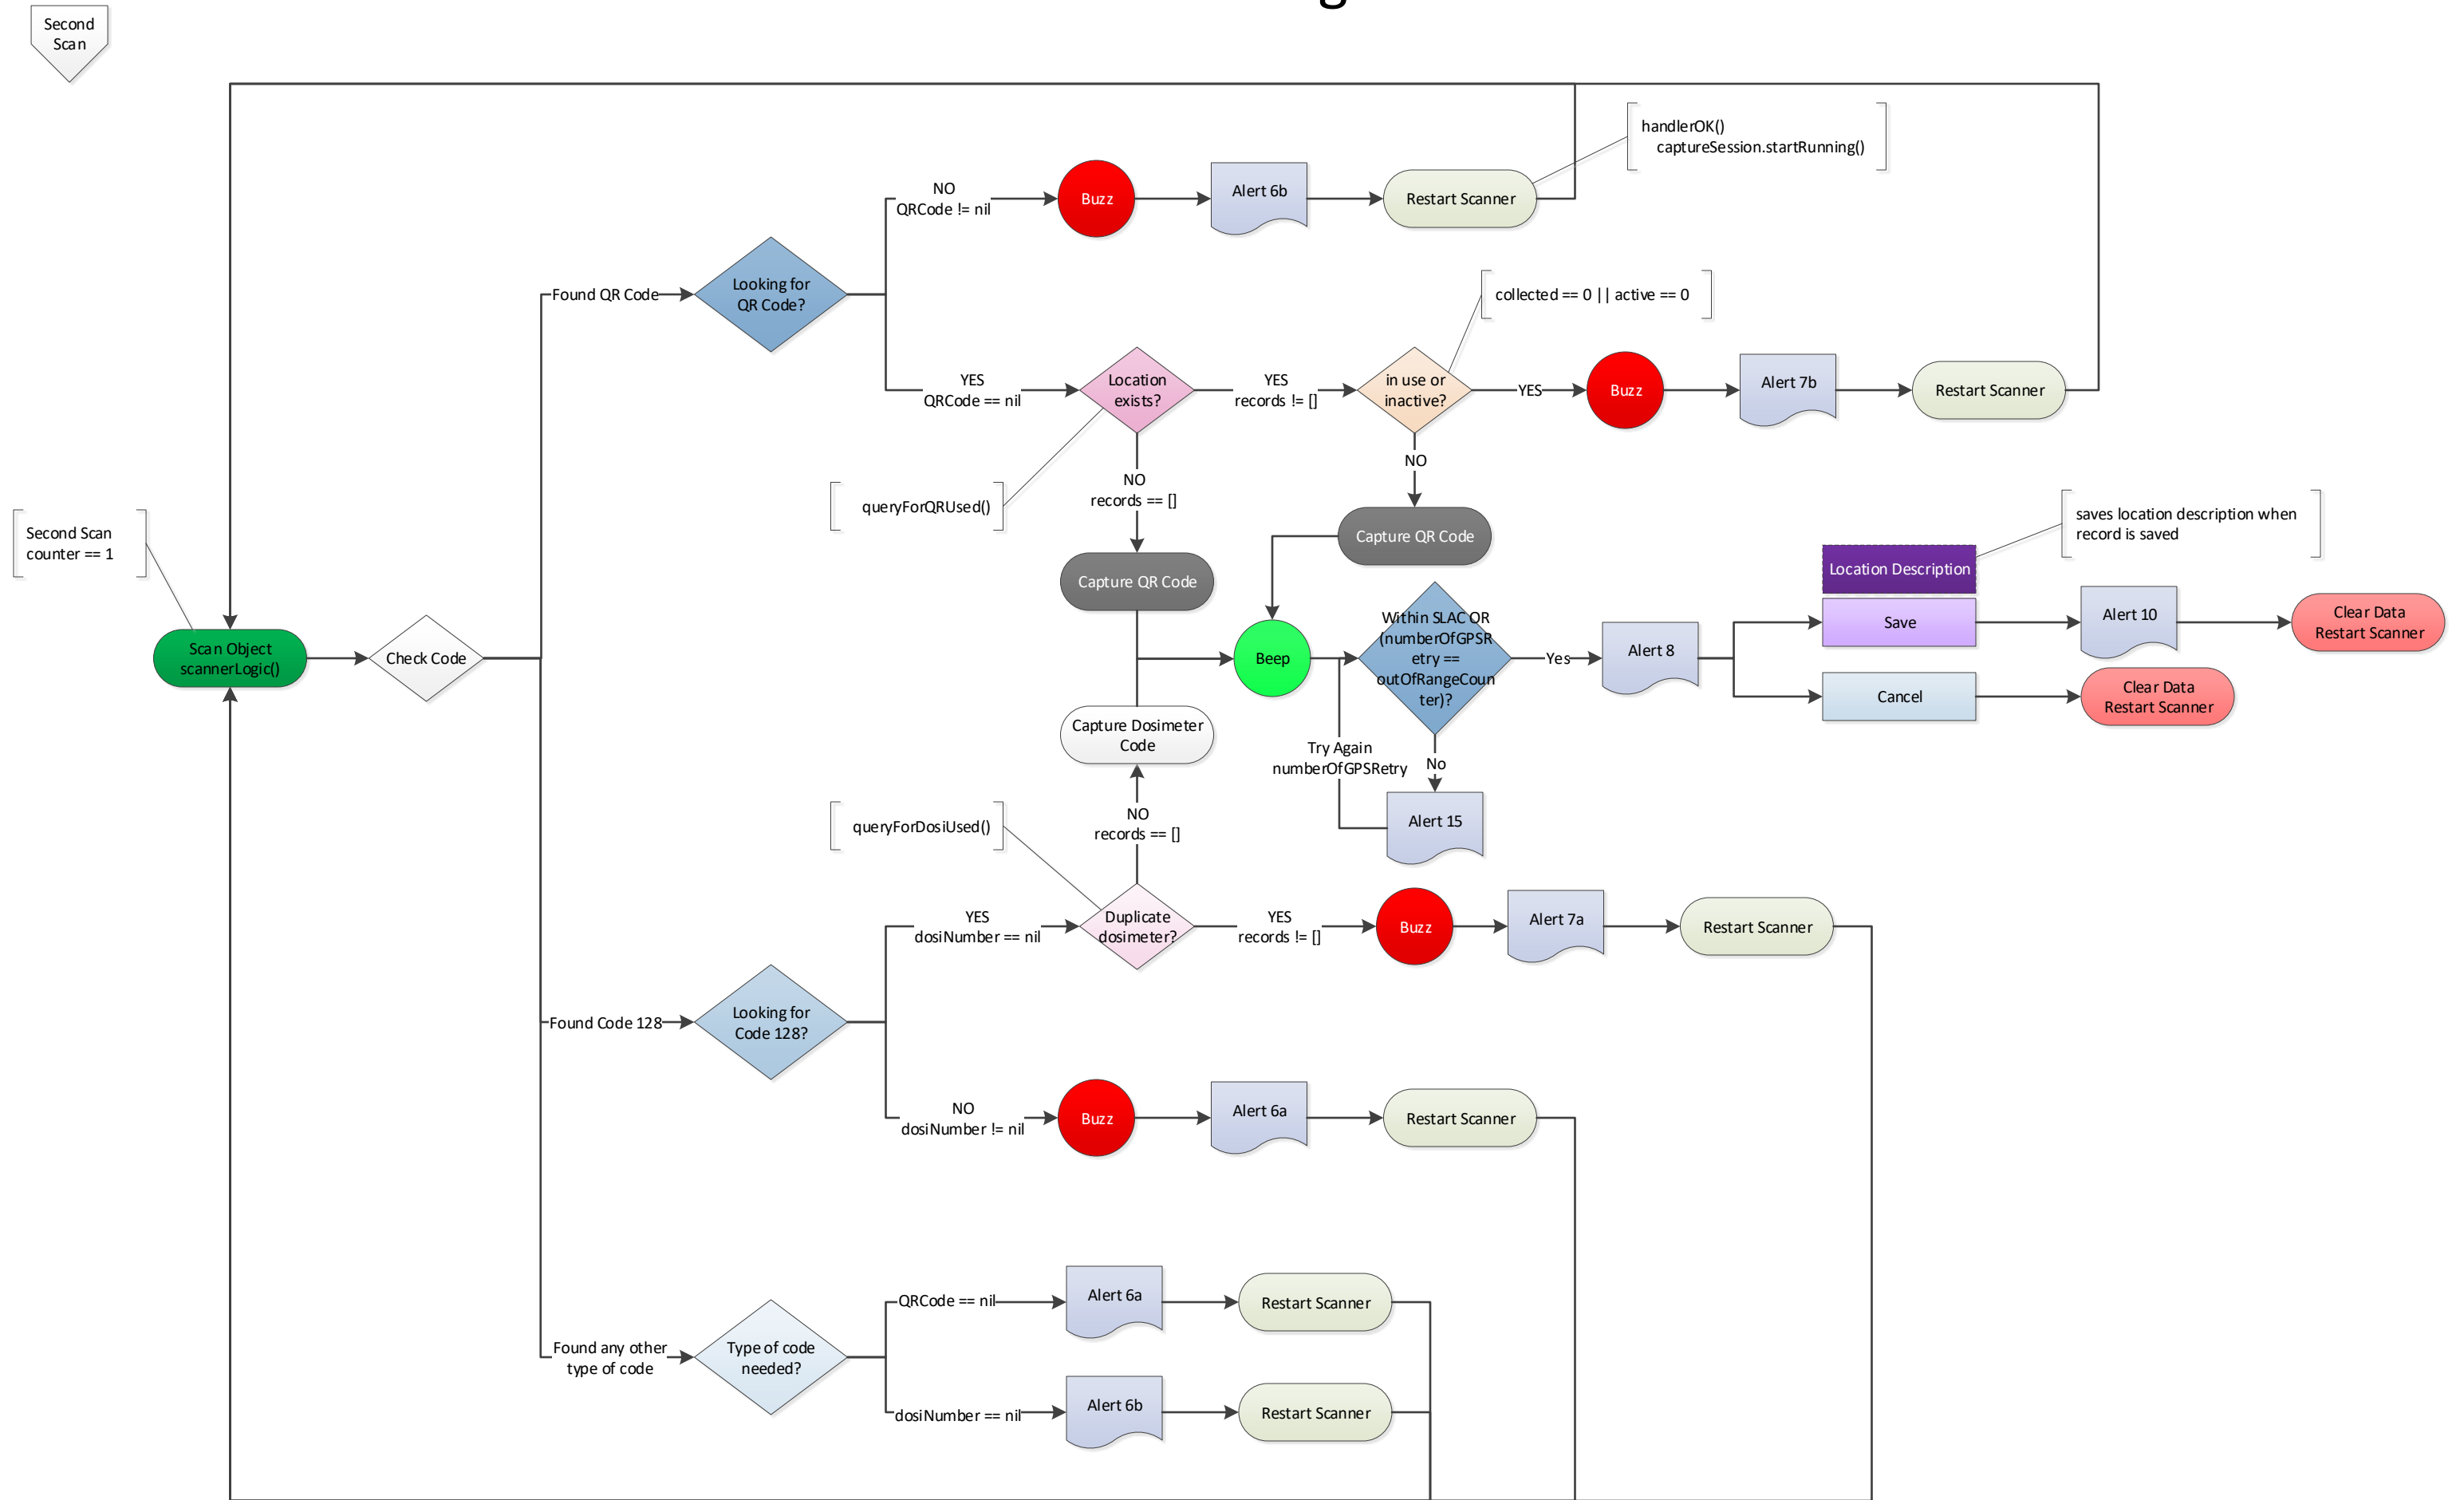 Second
Scan
handlerOK()
captureSession.startRunning()
NO
QRCode != nil
Buzz
Alert 6b
Restart Scanner
Looking for
QR Code?
Found QR Code
collected == 0 || active == 0
YES
QRCode == nil
Location
exists?
YES
records != []
in use or
inactive?
YES
Buzz
Alert 7b
Restart Scanner
NO
queryForQRUsed()
NO
records == []
Second Scan
counter == 1
saves location description when
record is saved
Capture QR Code
Capture QR Code
Location Description
Within SLAC OR
(numberOfGPSR
etry ==
outOfRangeCoun
ter)?
Save
Alert 10
Clear Data
Restart Scanner
Scan Object
scannerLogic()
Check Code
Beep
Yes
Alert 8
Cancel
Clear Data
Restart Scanner
Capture Dosimeter
Code
Try Again
numberOfGPSRetry
No
Alert 15
queryForDosiUsed()
NO
records == []
YES
dosiNumber == nil
Duplicate
dosimeter?
YES
records != []
Buzz
Alert 7a
Restart Scanner
Found Code 128
Looking for
Code 128?
NO
dosiNumber != nil
Buzz
Alert 6a
Restart Scanner
QRCode == nil
Alert 6a
Restart Scanner
Found any other
type of code
Type of code
needed?
dosiNumber == nil
Alert 6b
Restart Scanner